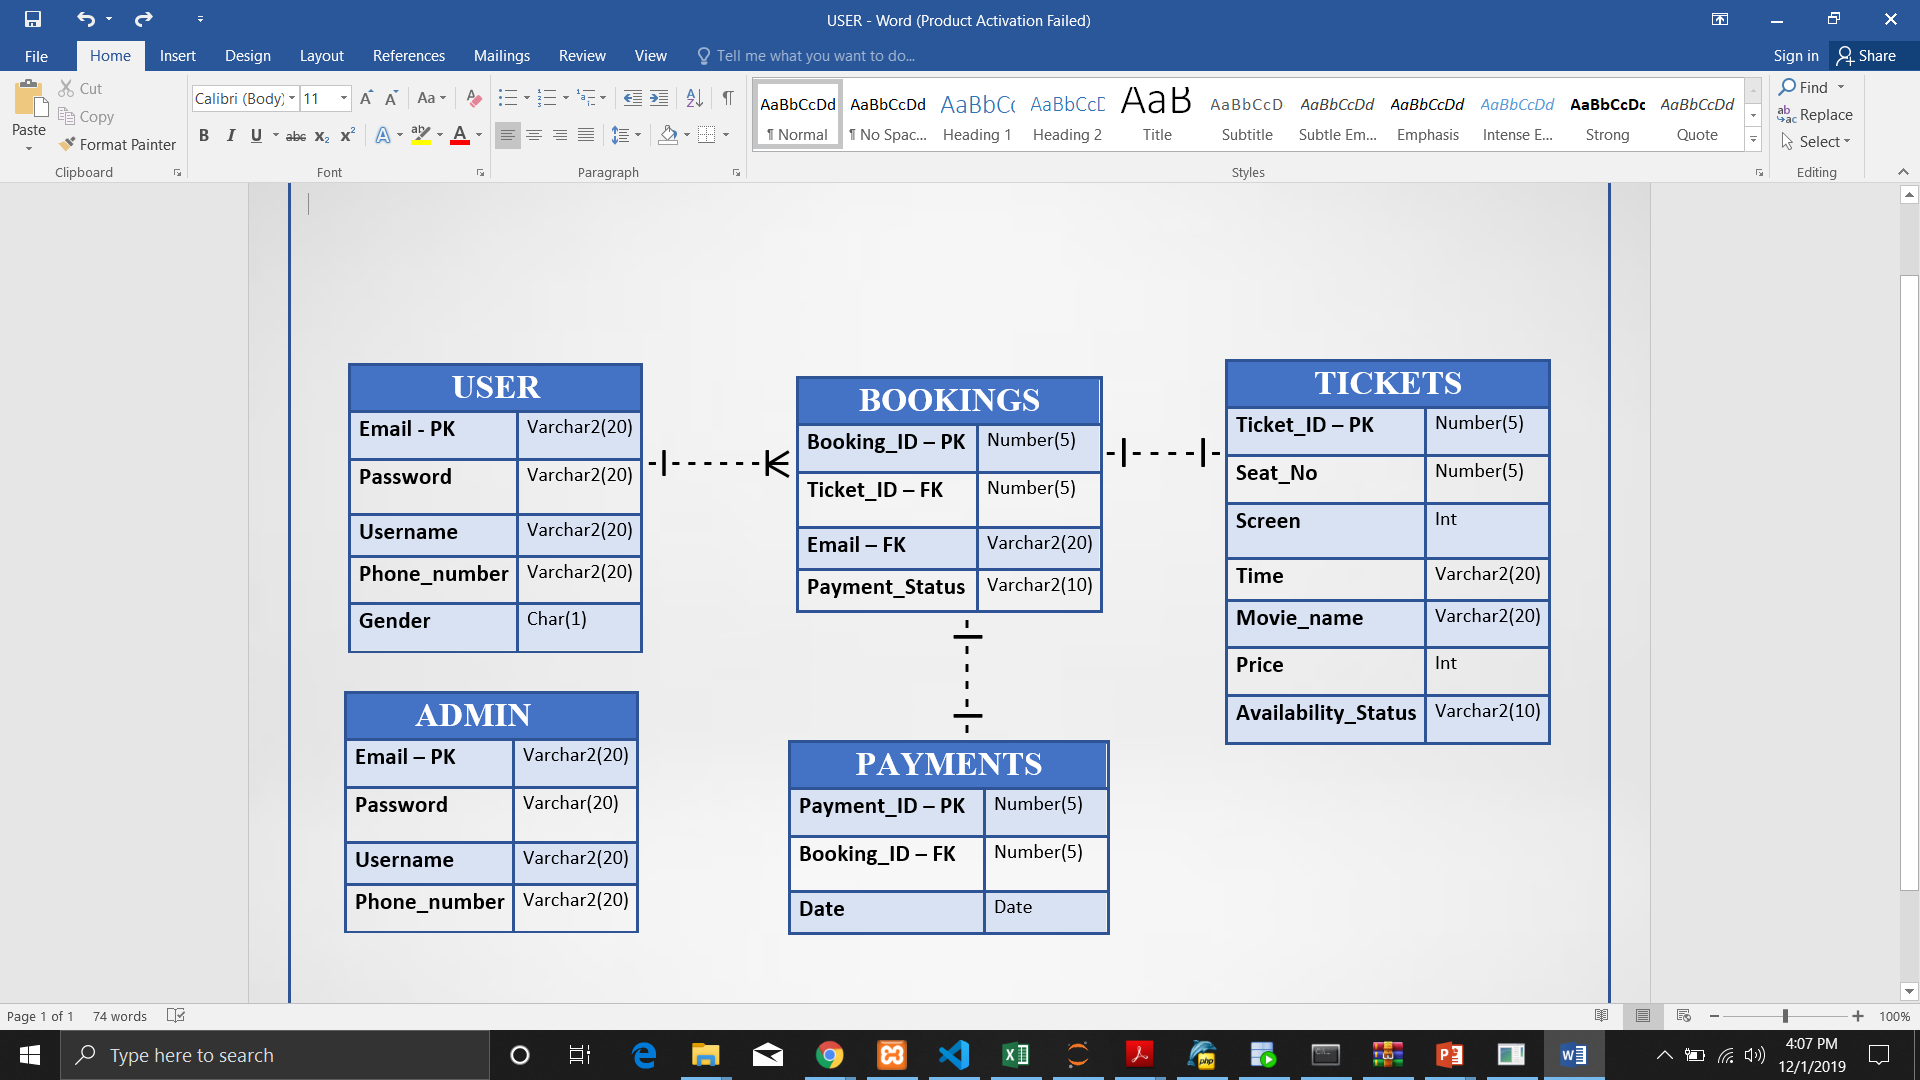 USER - Word (Product Activation Failed)
File Home Insert Design Layout References Mailings Review View Tell me what you want to do... Sign in Share
Paste
Cut
Copy
Format Painter
Clipboard
Calibri (Body) 11
Font
Paragraph
AaBbCcDd AaBbCcDd AaBbCc AaBbCcD AaB AaBbCcD AaBbCcDd AaBbCcDd AaBbCcDd AaBbCcDc AaBbCcDd
¶ Normal ¶ No Spac... Heading 1 Heading 2 Title Subtitle Subtle Em... Emphasis Intense E... Strong Quote
Styles
Find
Replace
Select
Editing
USER
Email - PK Varchar2(20)
Password Varchar2(20)
Username Varchar2(20)
Phone_number Varchar2(20)
Gender Char(1)
BOOKINGS
Booking_ID – PK Number(5)
Ticket_ID – FK Number(5)
Email – FK Varchar2(20)
Payment_Status Varchar2(10)
TICKETS
Ticket_ID – PK Number(5)
Seat_No Number(5)
Screen Int
Time Varchar2(20)
Movie_name Varchar2(20)
Price Int
Availability_Status Varchar2(10)
ADMIN
Email – PK Varchar2(20)
Password Varchar(20)
Username Varchar2(20)
Phone_number Varchar2(20)
PAYMENTS
Payment_ID – PK Number(5)
Booking_ID – FK Number(5)
Date Date
Page 1 of 1 74 words 100%
Type here to search
4:07 PM
12/1/2019